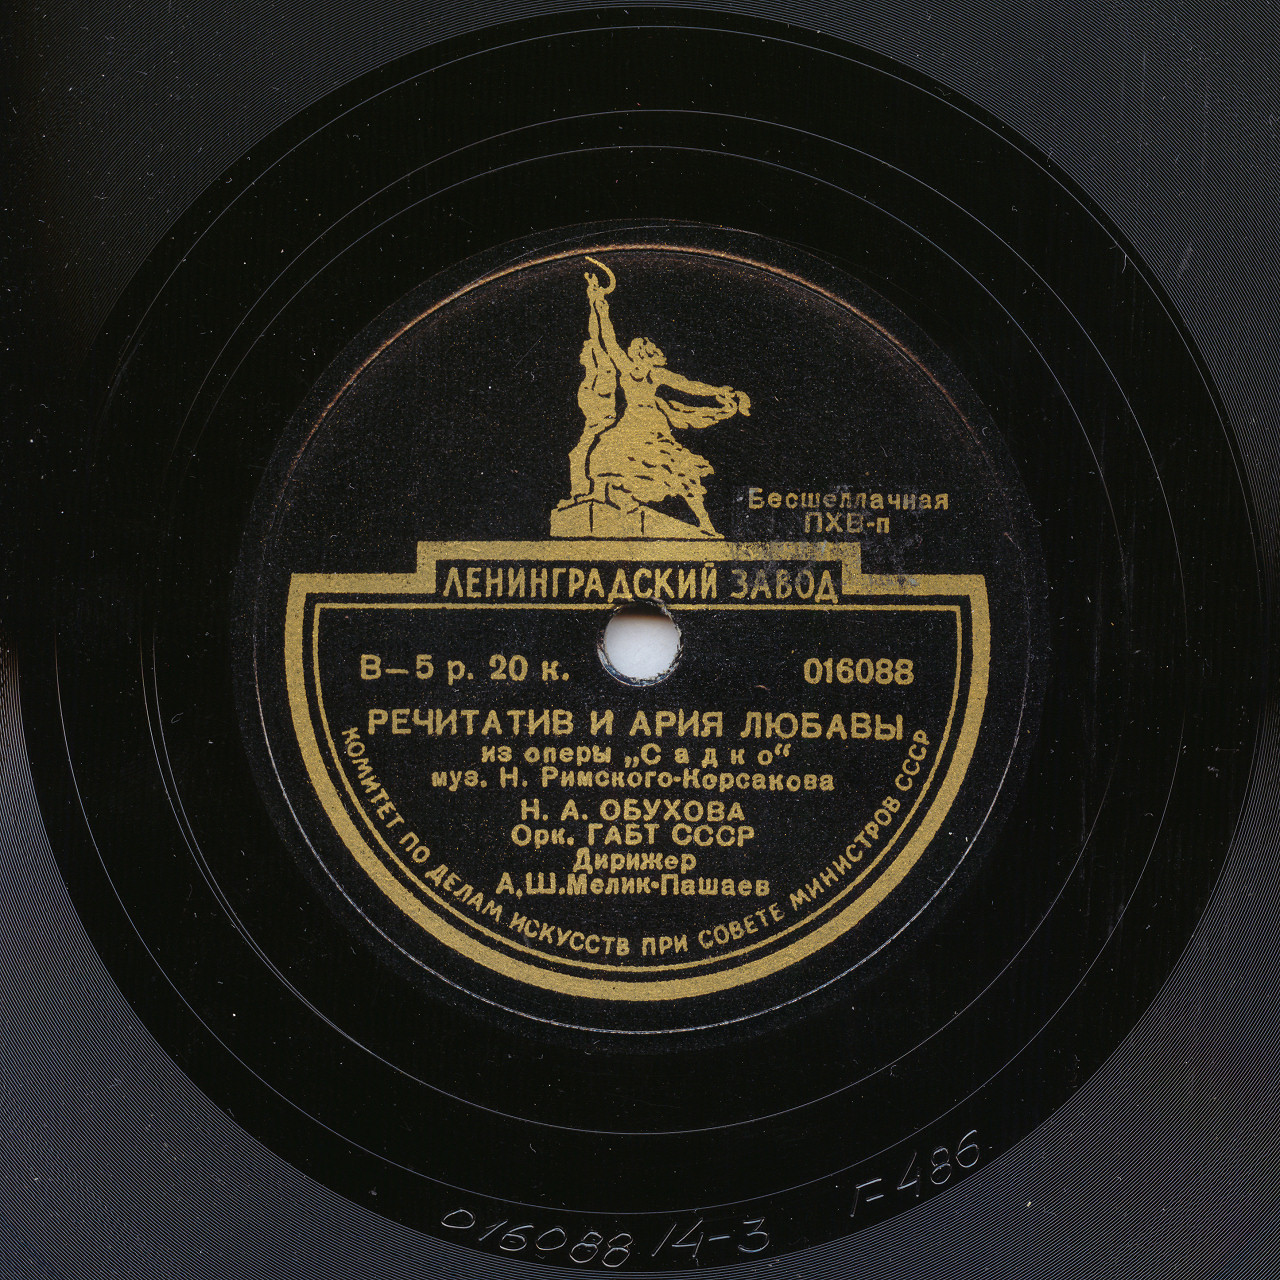 Бесшеллачная
ПХВ-п
ЛЕНИНГРАДСКИЙ ЗАВОД
В—5 р. 20 к.
016088
РЕЧИТАТИВ И АРИЯ ЛЮБАВЫ
из оперы „Садко“
муз. Н. Римского-Корсакова
Н. А. ОБУХОВА
Орк. ГАБТ СССР
Дирижер
А,Ш.Мелик-Пашаев
КОМИТЕТ ПО ДЕЛАМ ИСКУССТВ ПРИ СОВЕТЕ МИНИСТРОВ СССР
016088 14-3
Г-486